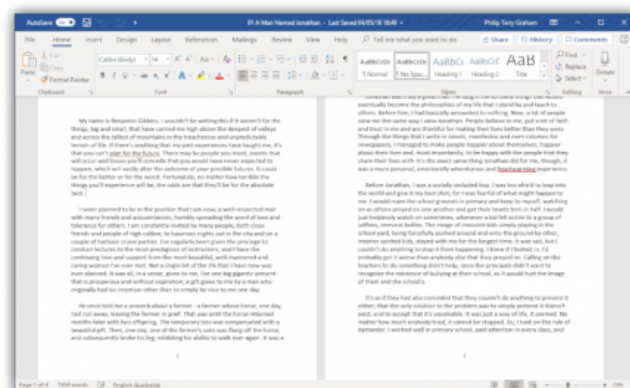 AutoSave On 01 A Man Named Jonathan - Last Saved 04/05/18 18:49 Philip Terry Graham
File Home Insert Design Layout References Mailings Review View Help Tell me what you want to do Share History Comments
Paste Cut Copy Format Painter
Calibri (Body) 14
AaBbCcDc AaBbCcDc AaBbCc AaBbCcC AaB
1 Normal 1 No Spac... Heading 1 Heading 2 Title
Find Replace Select Dictate
Clipboard Font Paragraph Styles Editing Voice
My name is Benjamin Gibbins. I wouldn't be writing this if it weren't for the
things, big and small, that have carried me high above the deepest of valleys
and across the tallest of mountains in the treacherous and unpredictable
terrain of life. If there's anything that my past experiences have taught me, it's
that you can't plan for the future. There may be people you meet, events that
will occur and losses you'll concede that you would have never expected to
happen, which will vastly alter the outcome of your possible futures. It could
be for the better or for the worst. Fortunately, no matter how terrible the
things you'll experience will be, the odds are that they'll be for the absolute
best.
I never planned to be in the position that I am now, a well-respected man
with many friends and acquaintances, humbly spreading the word of love and
tolerance for others. I am constantly invited by many people, both close
friends and people of high calibre, to luxurious nights out in the city and on a
couple of harbour cruise parties. I've regularly been given the privilege to
conduct lectures to the most prestigious of institutions, and I have the
continuing love and support from the most beautiful, well-mannered and
caring woman I've ever met. Not a single bit of the life that I have now was
ever planned. It was all, in a sense, given to me, like one big gigantic present
that is prosperous and without expiration; a gift given to me by a man who
originally had no intention other than to simply be nice to me one day.
He once told me a proverb about a farmer - a farmer whose horse, one day,
had run away, leaving the farmer in grief. That was until the horse returned
months later with two offspring. The temporary loss was compensated with a
beautiful gift. Then, one day, one of the farmer's sons was flung off the horse,
and subsequently broke his leg, inhibiting his ability to walk ever again. It was a
1
eventually become the philosophies of my life that I stand by and teach to
others. Before him, I had basically amounted to nothing. Now, a lot of people
view me the same way I view Jonathan. People believe in me, put a lot of faith
and trust in me and are thankful for making their lives better than they were.
Through the things that I write in novels, manifestos and even columns for
newspapers, I managed to make people happier about themselves, happier
about their lives and, most importantly, to be happy with the people that they
share their lives with. It's the exact same thing Jonathan did for me, though, it
was a more personal, emotionally adventurous and heartwarming experience.
Before Jonathan, I was a socially secluded boy. I was too afraid to leap into
the world and give it my best shot, for I was fearful of what might happen to
me. I would roam the school grounds in primary and keep to myself, watching
on as others preyed on one another and got their hearts torn in half. I would
just helplessly watch on sometimes, whenever a kid fell victim to a group of
selfless, immoral bullies. The image of innocent kids simply playing in the
school yard, being forcefully pushed around and onto the ground by other,
meaner spirited kids, stayed with me for the longest time. It was sad, but I
couldn't do anything to stop it from happening. I knew if I butted in, I'd
probably get it worse than anybody else that they preyed on. Calling on the
teachers to do something didn't help, since the principals didn't want to
recognise the existence of bullying at their school, as it would hurt the image
of them and the school's.
It's as if they had also conceded that they couldn't do anything to prevent it
either; that the only solution to the problem was to simply pretend it doesn't
exist, and to accept that it's unsolvable. It was just a way of life, it seemed. No
matter how much anybody tried, it cannot be stopped. So, I took on the role of
bystander. I worked well in primary school, paid attention in every class, and
1
Page 1 of 4 1656 words English (Australia) 70%